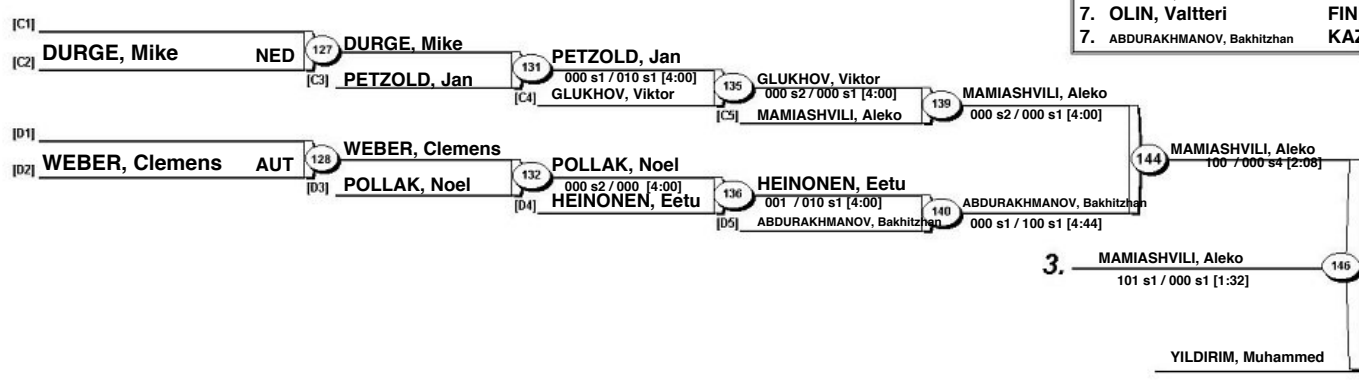 7. OLIN, Valtteri FIN
7. ABDURAKHMANOV, Bakhitzhan KAZ
[C1]
[C2] DURGE, Mike NED
127
DURGE, Mike
[C3] PETZOLD, Jan
131
PETZOLD, Jan
000 s1 / 010 s1 [4:00]
[C4] GLUKHOV, Viktor
135
GLUKHOV, Viktor
000 s2 / 000 s1 [4:00]
[C5] MAMIASHVILI, Aleko
139
MAMIASHVILI, Aleko
000 s2 / 000 s1 [4:00]
[D1]
[D2] WEBER, Clemens AUT
128
WEBER, Clemens
[D3] POLLAK, Noel
132
POLLAK, Noel
000 s2 / 000 [4:00]
[D4] HEINONEN, Eetu
136
HEINONEN, Eetu
001 / 010 s1 [4:00]
[D5] ABDURAKHMANOV, Bakhitzhan
140
ABDURAKHMANOV, Bakhitzhan
000 s1 / 100 s1 [4:44]
144
MAMIASHVILI, Aleko
100 / 000 s4 [2:08]
3. MAMIASHVILI, Aleko
101 s1 / 000 s1 [1:32]
146
YILDIRIM, Muhammed